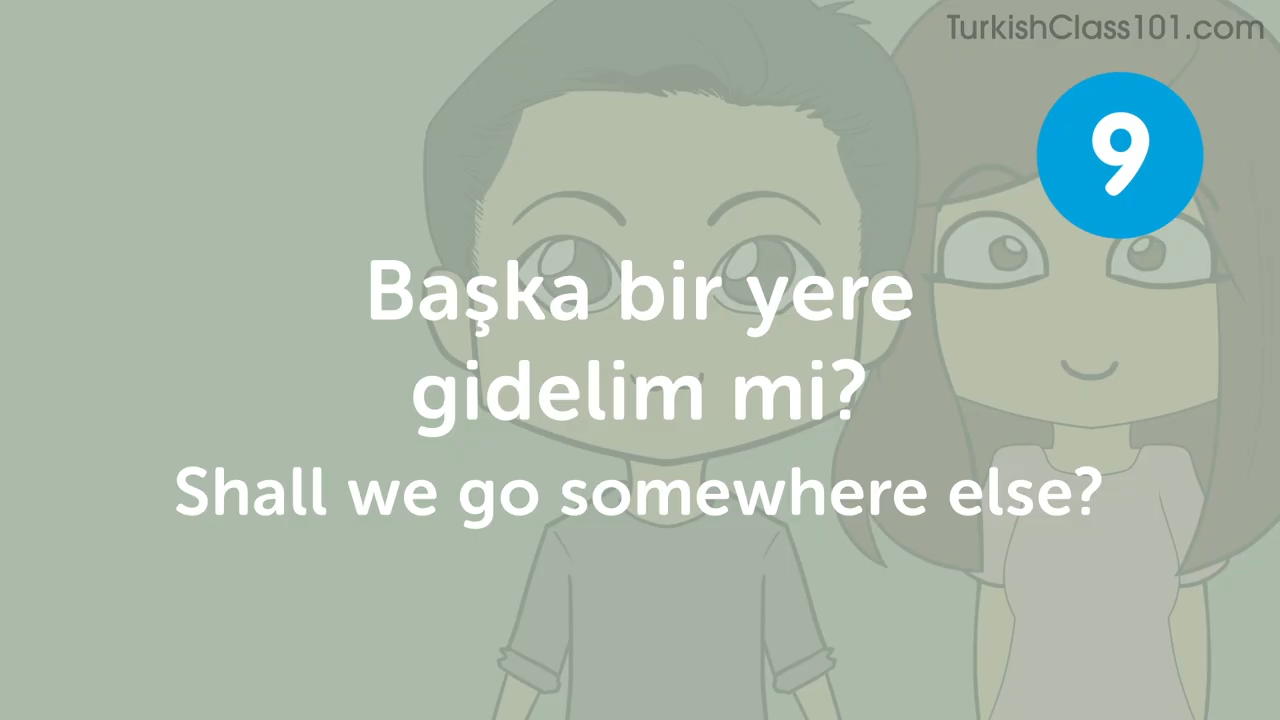 TurkishClass101.com
9
Başka bir yere
gidelim mi?
Shall we go somewhere else?